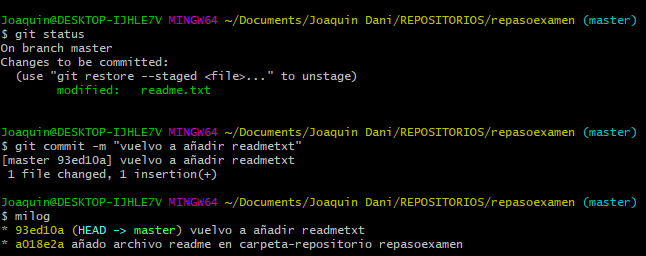 Joaquin@DESKTOP-IJHLE7V MINGW64 ~/Documents/Joaquin Dani/REPOSITORIOS/repasoexamen (master)
$ git status
On branch master
Changes to be committed:
  (use "git restore --staged <file>..." to unstage)
        modified:   readme.txt
Joaquin@DESKTOP-IJHLE7V MINGW64 ~/Documents/Joaquin Dani/REPOSITORIOS/repasoexamen (master)
$ git commit -m "vuelvo a añadir readmetxt"
[master 93ed10a] vuelvo a añadir readmetxt
 1 file changed, 1 insertion(+)
Joaquin@DESKTOP-IJHLE7V MINGW64 ~/Documents/Joaquin Dani/REPOSITORIOS/repasoexamen (master)
$ milog
* 93ed10a (HEAD -> master) vuelvo a añadir readmetxt
* a018e2a añado archivo readme en carpeta-repositorio repasoexamen